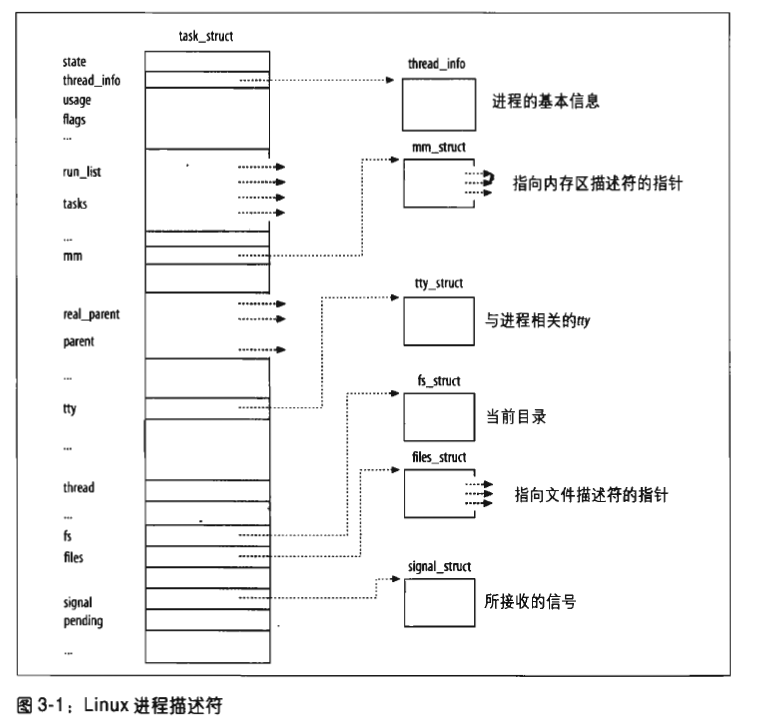 task_struct
state
thread_info
usage
flags
...
run_list
tasks
...
mm
real_parent
parent
...
tty
...
thread
...
fs
files
signal
pending
...
thread_info
进程的基本信息
mm_struct
指向内存区描述符的指针
tty_struct
与进程相关的tty
fs_struct
当前目录
files_struct
指向文件描述符的指针
signal_struct
所接收的信号
图 3-1：Linux 进程描述符